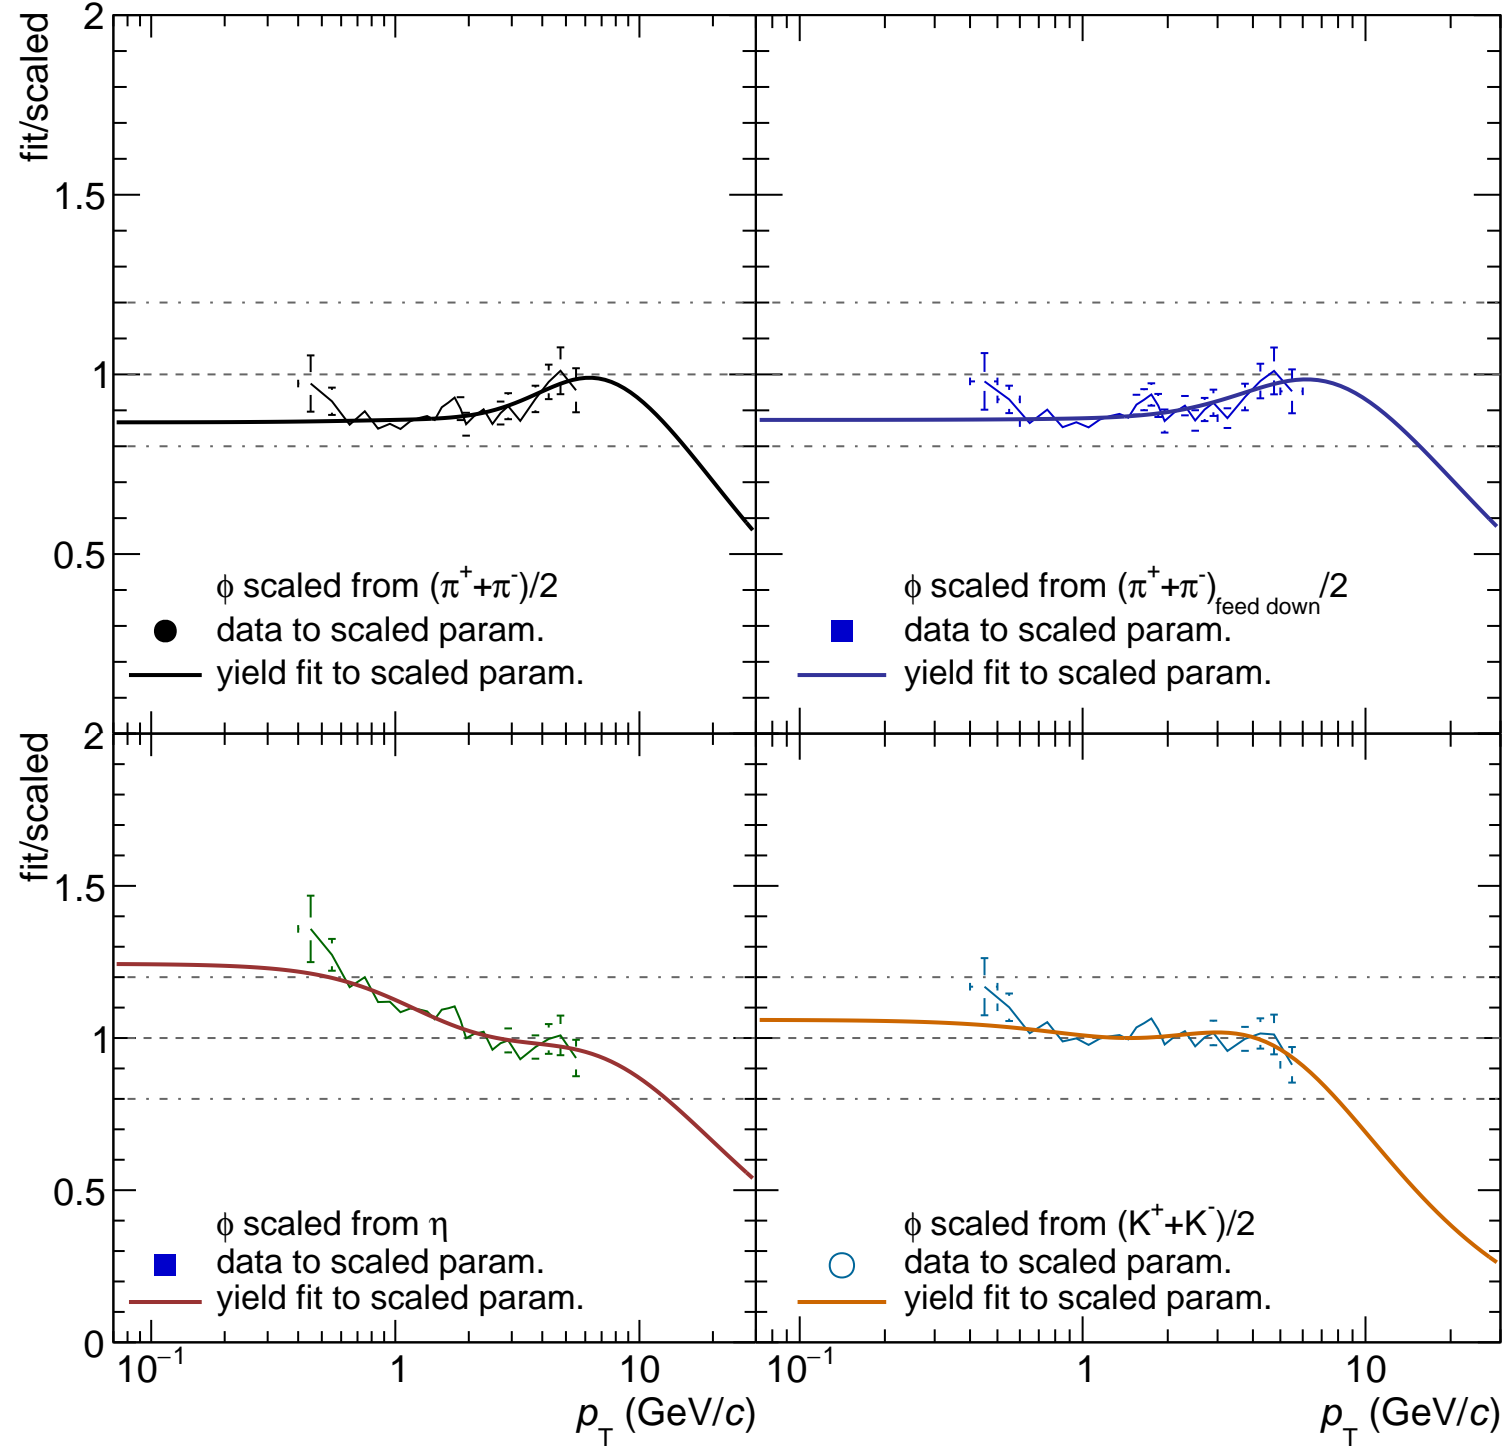 fit/scaled
2
1.5
1
0.5
ϕ scaled from (π⁺+π⁻)/2
data to scaled param.
yield fit to scaled param.
ϕ scaled from (π⁺+π⁻)feed down/2
data to scaled param.
yield fit to scaled param.
fit/scaled
2
1.5
1
0.5
0
ϕ scaled from η
data to scaled param.
yield fit to scaled param.
ϕ scaled from (K⁺+K⁻)/2
data to scaled param.
yield fit to scaled param.
10⁻¹ 1 10
10⁻¹ 1 10
p_T (GeV/c)
p_T (GeV/c)